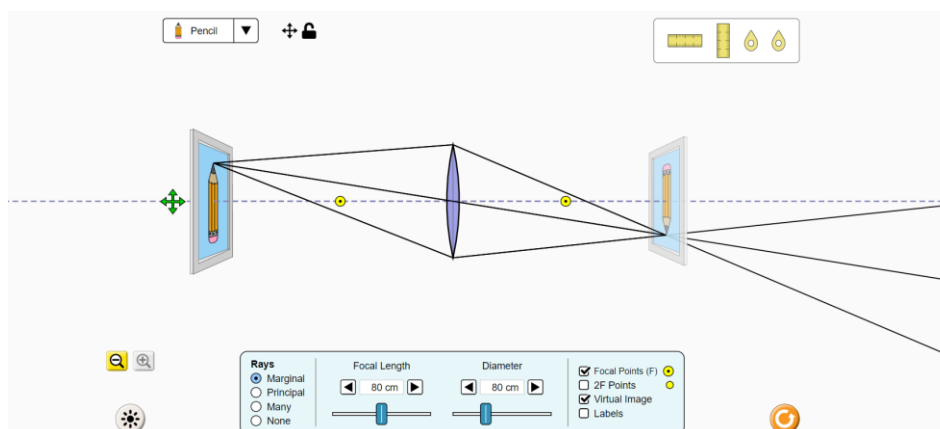 Pencil
Rays
Marginal
Principal
Many
None
Focal Length
80 cm
Diameter
80 cm
Focal Points (F)
2F Points
Virtual Image
Labels